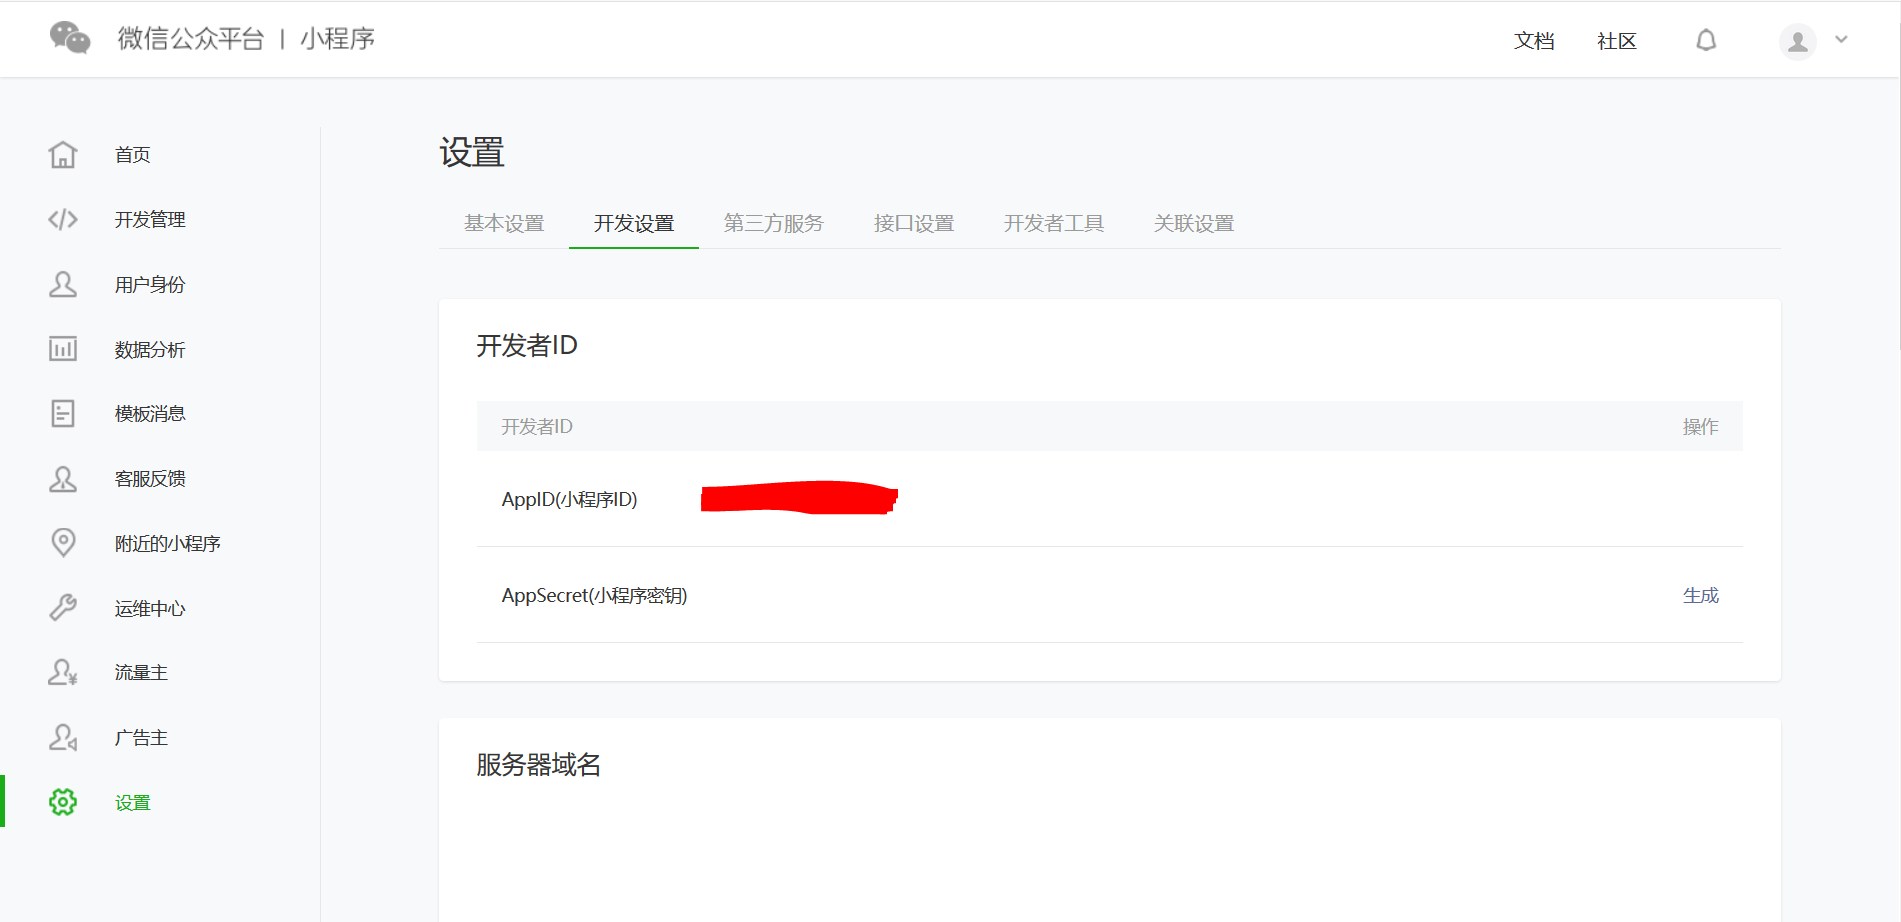 微信公众平台 | 小程序
文档 社区
首页
开发管理
用户身份
数据分析
模板消息
客服反馈
附近的小程序
运维中心
流量主
广告主
设置
设置
基本设置 开发设置 第三方服务 接口设置 开发者工具 关联设置
开发者ID
开发者ID 操作
AppID(小程序ID)
AppSecret(小程序密钥) 生成
服务器域名